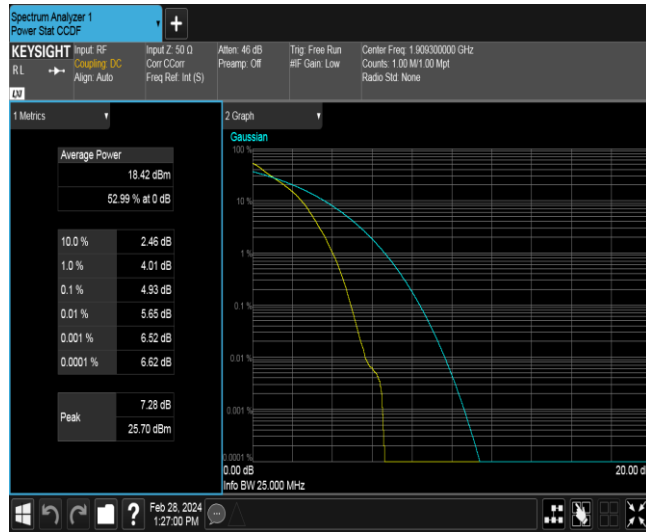 Spectrum Analyzer 1
Power Stat CCDF
+
KEYSIGHT
RL
LXI
Input: RF
Coupling: DC
Align: Auto
Input Z: 50 Ω
Corr CCorr
Freq Ref: Int (S)
Atten: 46 dB
Preamp: Off
Trig: Free Run
#IF Gain: Low
Center Freq: 1.909300000 GHz
Counts: 1.00 M/1.00 Mpt
Radio Std: None
1 Metrics
Average Power
18.42 dBm
52.99 % at 0 dB
10.0 % 2.46 dB
1.0 % 4.01 dB
0.1 % 4.93 dB
0.01 % 5.65 dB
0.001 % 6.52 dB
0.0001 % 6.62 dB
Peak
7.28 dB
25.70 dBm
2 Graph
Gaussian
100 %
10 %
1 %
0.1 %
0.01 %
0.001 %
0.0001 %
0.00 dB
20.00 d
Info BW 25.000 MHz
?
Feb 28, 2024
1:27:00 PM